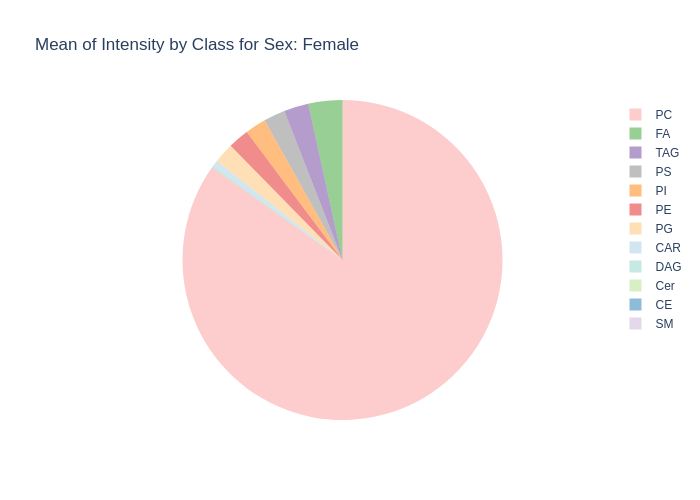 Mean of Intensity by Class for Sex: Female
PC
FA
TAG
PS
PI
PE
PG
CAR
DAG
Cer
CE
SM